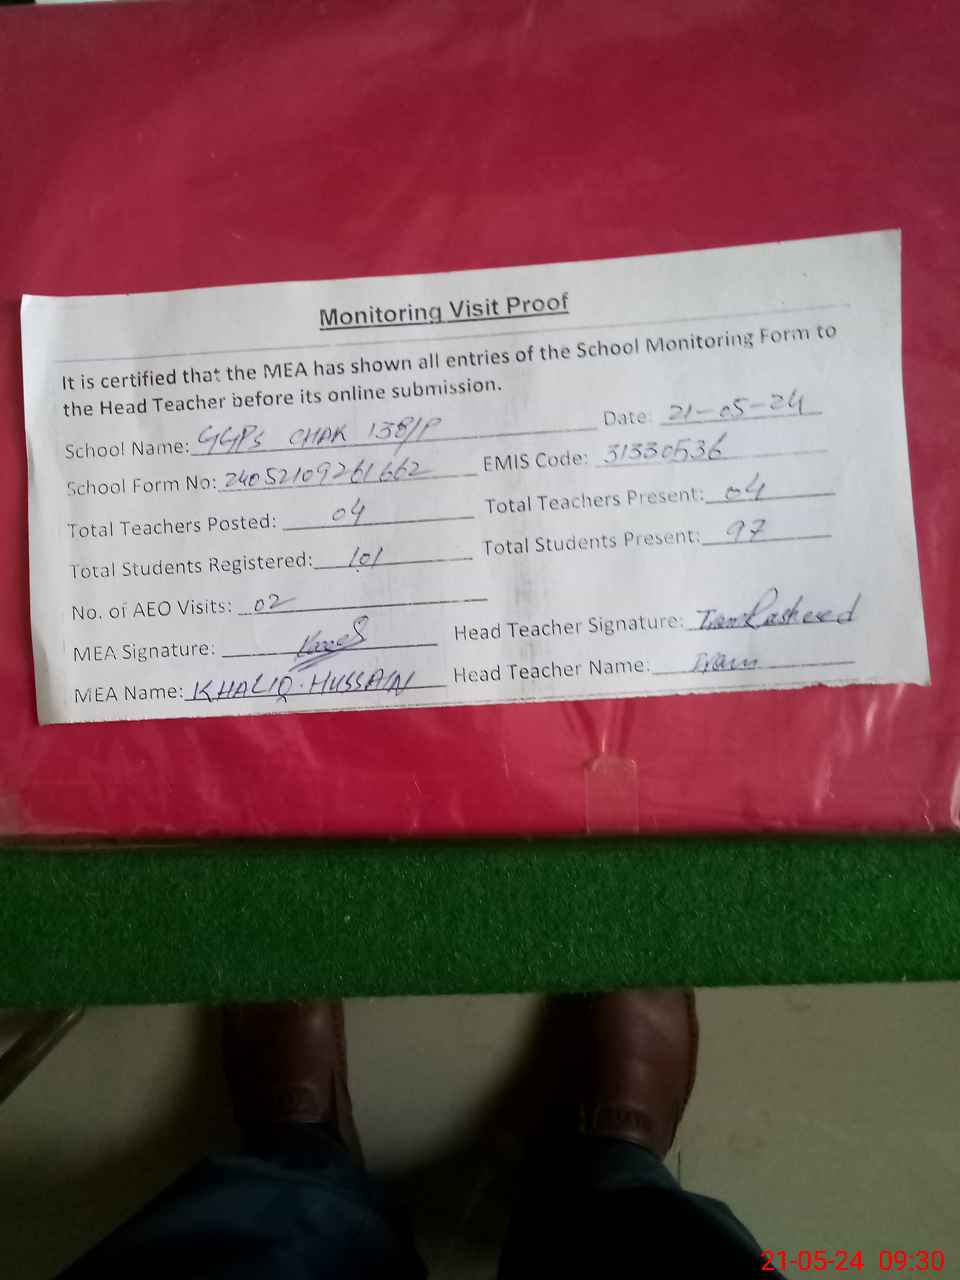 Monitoring Visit Proof
It is certified that the MEA has shown all entries of the School Monitoring Form to
the Head Teacher before its online submission.
School Name: GGPS CHAK 138/P Date: 21-05-24
School Form No: 24052109261662 EMIS Code: 31330536
Total Teachers Posted: 04 Total Teachers Present: 04
Total Students Registered: 101 Total Students Present: 97
No. of AEO Visits: 02
MEA Signature: Head Teacher Signature: Rasheed
MEA Name: KHALIQ.HUSSAIN Head Teacher Name:
21-05-24 09:30